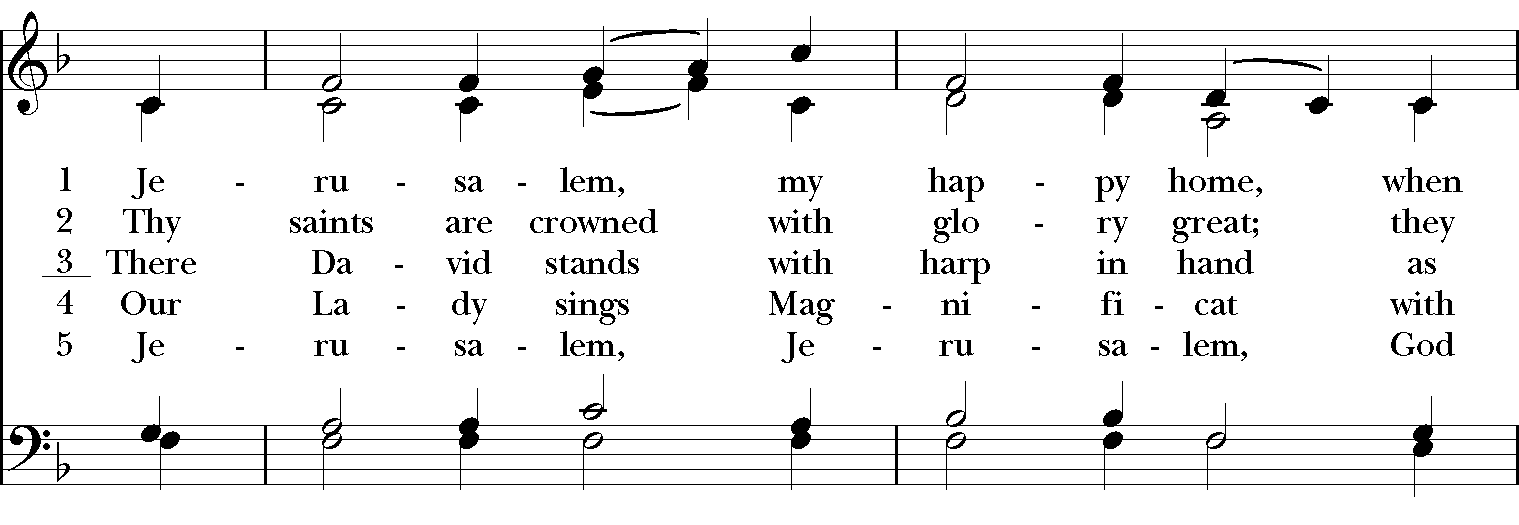 1 Je - ru - sa - lem, my hap - py home, when
2 Thy saints are crowned with glo - ry great; they
3 There Da - vid stands with harp in hand as
4 Our La - dy sings Mag - ni - fi - cat with
5 Je - ru - sa - lem, Je - ru - sa - lem, God